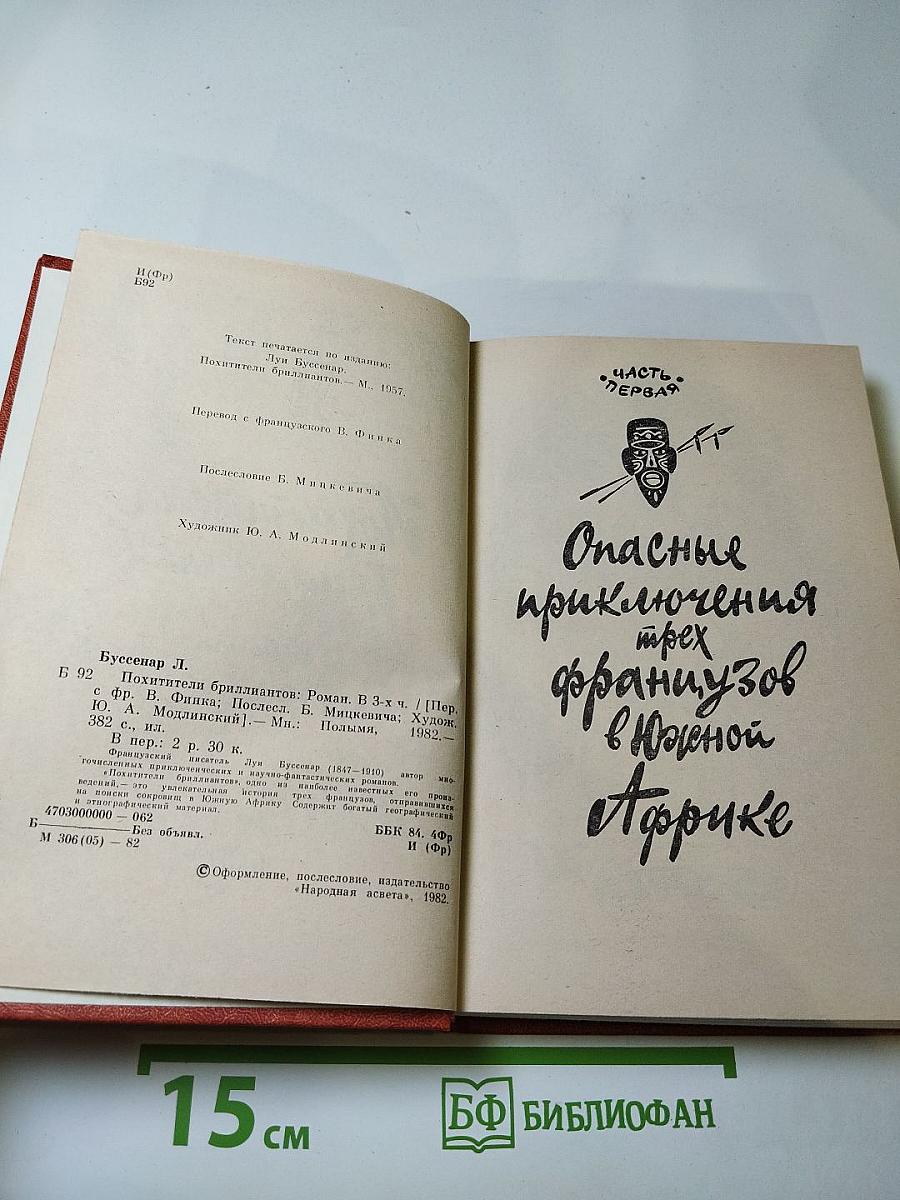 И(Фр)
Б92
Текст печатается по изданию:
Луи Буссенар.
Похитители бриллиантов.— М., 1957.
Перевод с французского В. Финка
Послесловие Б. Мицкевича
Художник Ю. А. Модлинский
Буссенар Л.
Б 92 Похитители бриллиантов: Роман. В 3-х ч. / [Пер.
с фр. В. Финка; Послесл. Б. Мицкевича; Худож.
Ю. А. Модлинский].— Мн.: Полымя, 1982.—
382 с., ил.
В пер.: 2 р. 30 к.
Французский писатель Луи Буссенар (1847—1910) автор мно-
гочисленных приключенческих и научно-фантастических романов.
«Похитители бриллиантов», одно из наиболее известных его произ-
ведений,— это увлекательная история трех французов, отправившихся
на поиски сокровищ в Южную Африку Содержит богатый географический
и этнографический материал.
4703000000 — 062
Б———Без объявл.
М 306(05) — 82
ББК 84. 4Фр
И (Фр)
© Оформление, послесловие, издательство
«Народная асвета», 1982.
ЧАСТЬ
ПЕРВАЯ
Опасные
приключения
трех
французов
в Южной
Африке
15 см
БФ БИБЛИОФАН